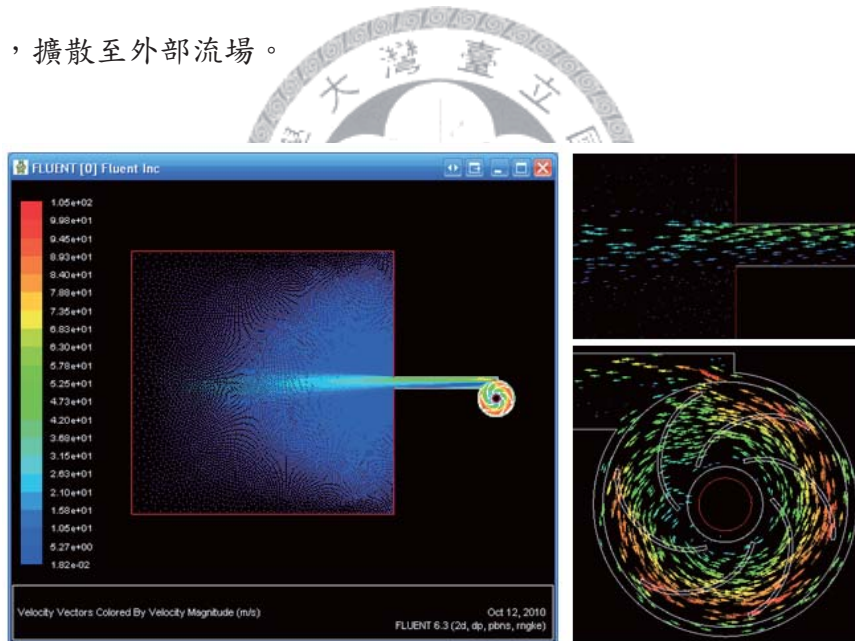 ，擴散至外部流場。
大 灣 臺 立
FLUENT [0] Fluent Inc
1.05e+02
9.98e+01
9.45e+01
8.93e+01
8.40e+01
7.88e+01
7.35e+01
6.83e+01
6.30e+01
5.78e+01
5.25e+01
4.73e+01
4.20e+01
3.68e+01
3.15e+01
2.63e+01
2.10e+01
1.58e+01
1.05e+01
5.27e+00
1.82e-02
Velocity Vectors Colored By Velocity Magnitude (m/s)
Oct 12, 2010
FLUENT 6.3 (2d, dp, pbns, rngke)